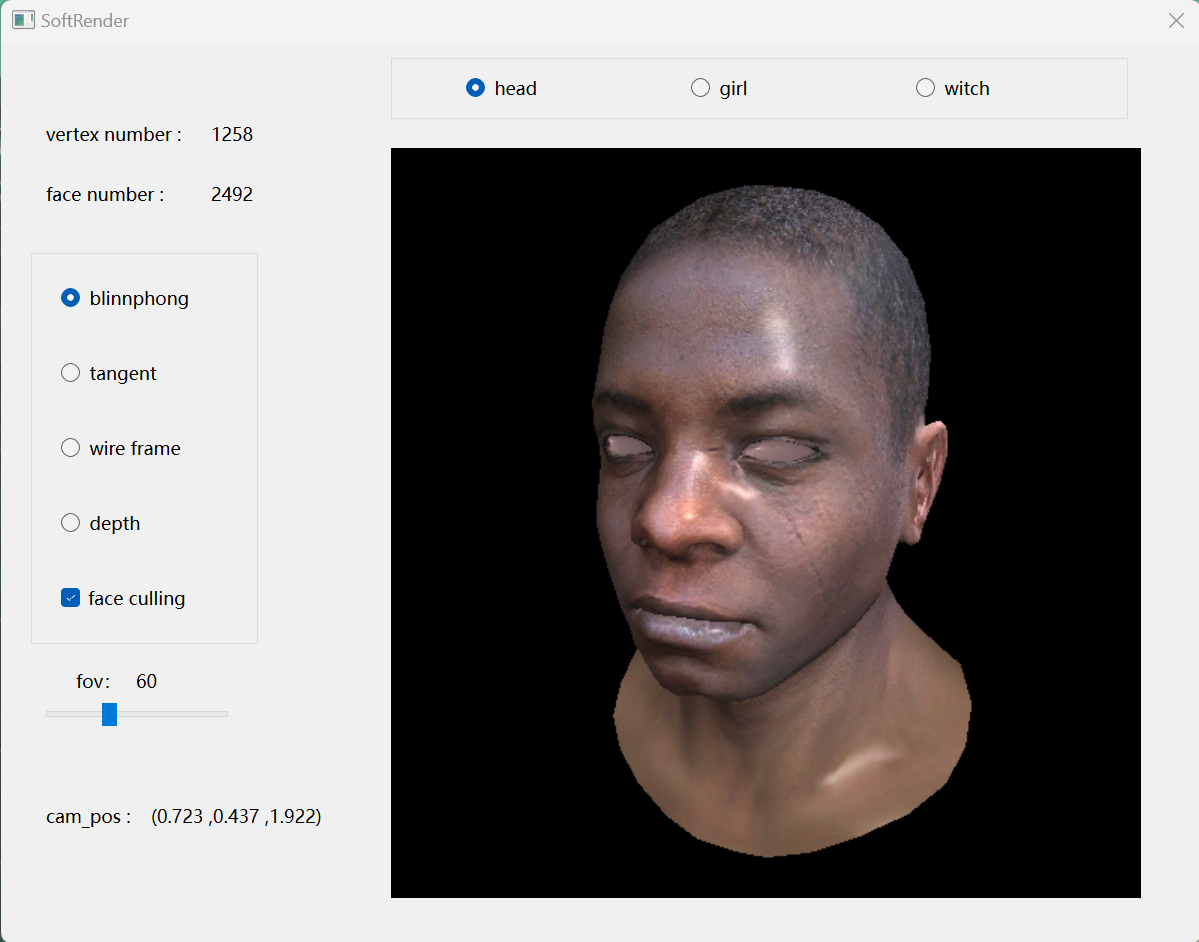 SoftRender
head girl witch
vertex number : 1258
face number : 2492
blinnphong
tangent
wire frame
depth
face culling
fov: 60
cam_pos : (0.723 ,0.437 ,1.922)